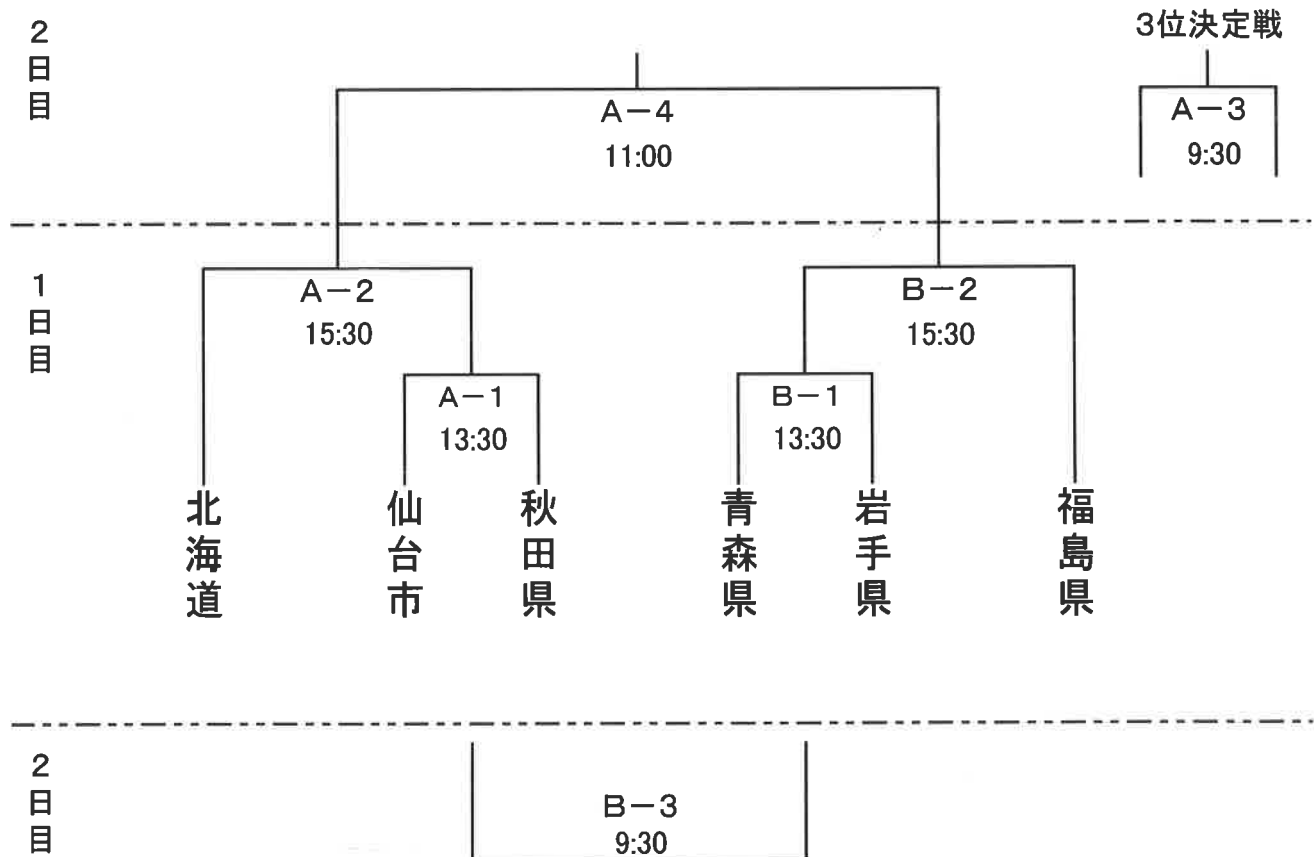 2日目
3位決定戦
A-4
11:00
A-3
9:30
1日目
A-2
15:30
B-2
15:30
A-1
13:30
B-1
13:30
北海道
仙台市
秋田県
青森県
岩手県
福島県
2日目
B-3
9:30